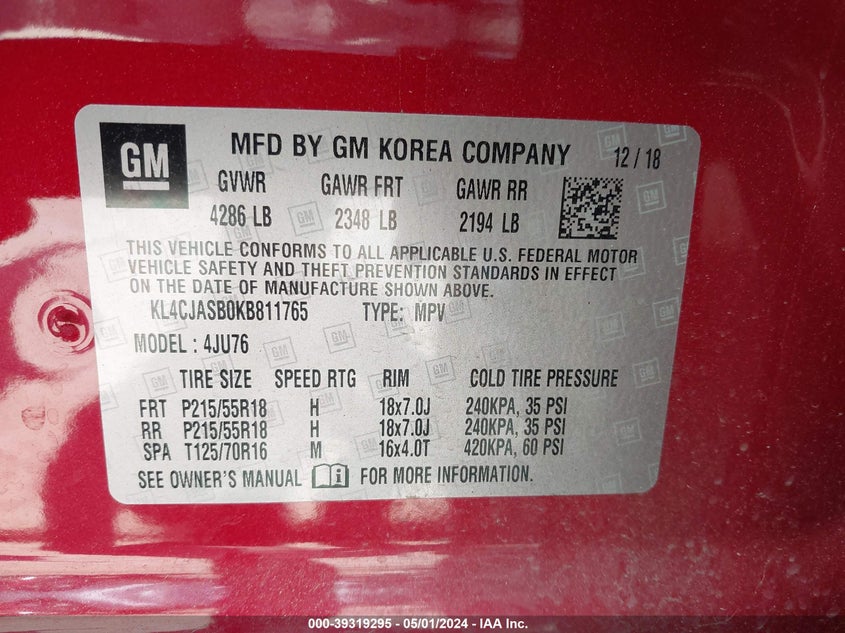 GM
MFD BY GM KOREA COMPANY 12 / 18
GVWR GAWR FRT GAWR RR
4286 LB 2348 LB 2194 LB
THIS VEHICLE CONFORMS TO ALL APPLICABLE U.S. FEDERAL MOTOR
VEHICLE SAFETY AND THEFT PREVENTION STANDARDS IN EFFECT
ON THE DATE OF MANUFACTURE SHOWN ABOVE.
KL4CJASB0KB811765 TYPE: MPV
MODEL : 4JU76
TIRE SIZE SPEED RTG RIM COLD TIRE PRESSURE
FRT P215/55R18 H 18x7.0J 240KPA, 35 PSI
RR P215/55R18 H 18x7.0J 240KPA, 35 PSI
SPA T125/70R16 M 16x4.0T 420KPA, 60 PSI
SEE OWNER'S MANUAL FOR MORE INFORMATION.
000-39319295 - 05/01/2024 - IAA Inc.